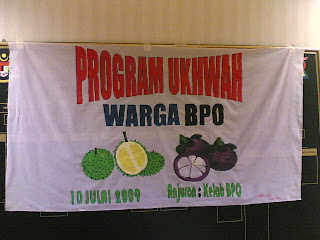 PROGRAM UKHWAH
WARGA BPO
10 JULAI 2009
Anjuran : Kelab BPO